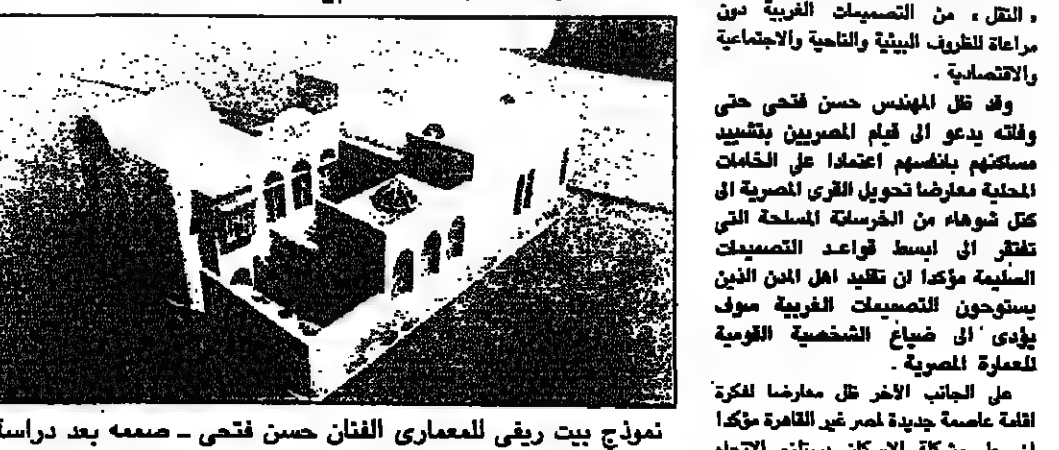 « النقل » من التصميمات الغربية دون
مراعاة للظروف البيئية والناحية والاجتماعية
والاقتصادية .
وقد ظل المهندس حسن فتحى حتى
وفاته يدعو الى قيام المصريين بتشييد
مساكنهم بانفسهم اعتمادا على الخامات
المحلية معارضا تحويل القرى المصرية الى
كتل شوهاء من الخرسانة المسلحة التى
تفتقر الى ابسط قواعد التصميمات
السليمة مؤكدا ان تقليد اهل المدن الذين
يستوحون التصميمات الغربية سوف
يؤدى الى ضياع الشخصية القومية
للعمارة المصرية .
على الجانب الآخر ظل معارضا لفكرة
اقامة عاصمة جديدة لمصر غير القاهرة مؤكدا
نموذج بيت ريفى للمعمارى الفنان حسن فتحى ـ صممه بعد دراسة